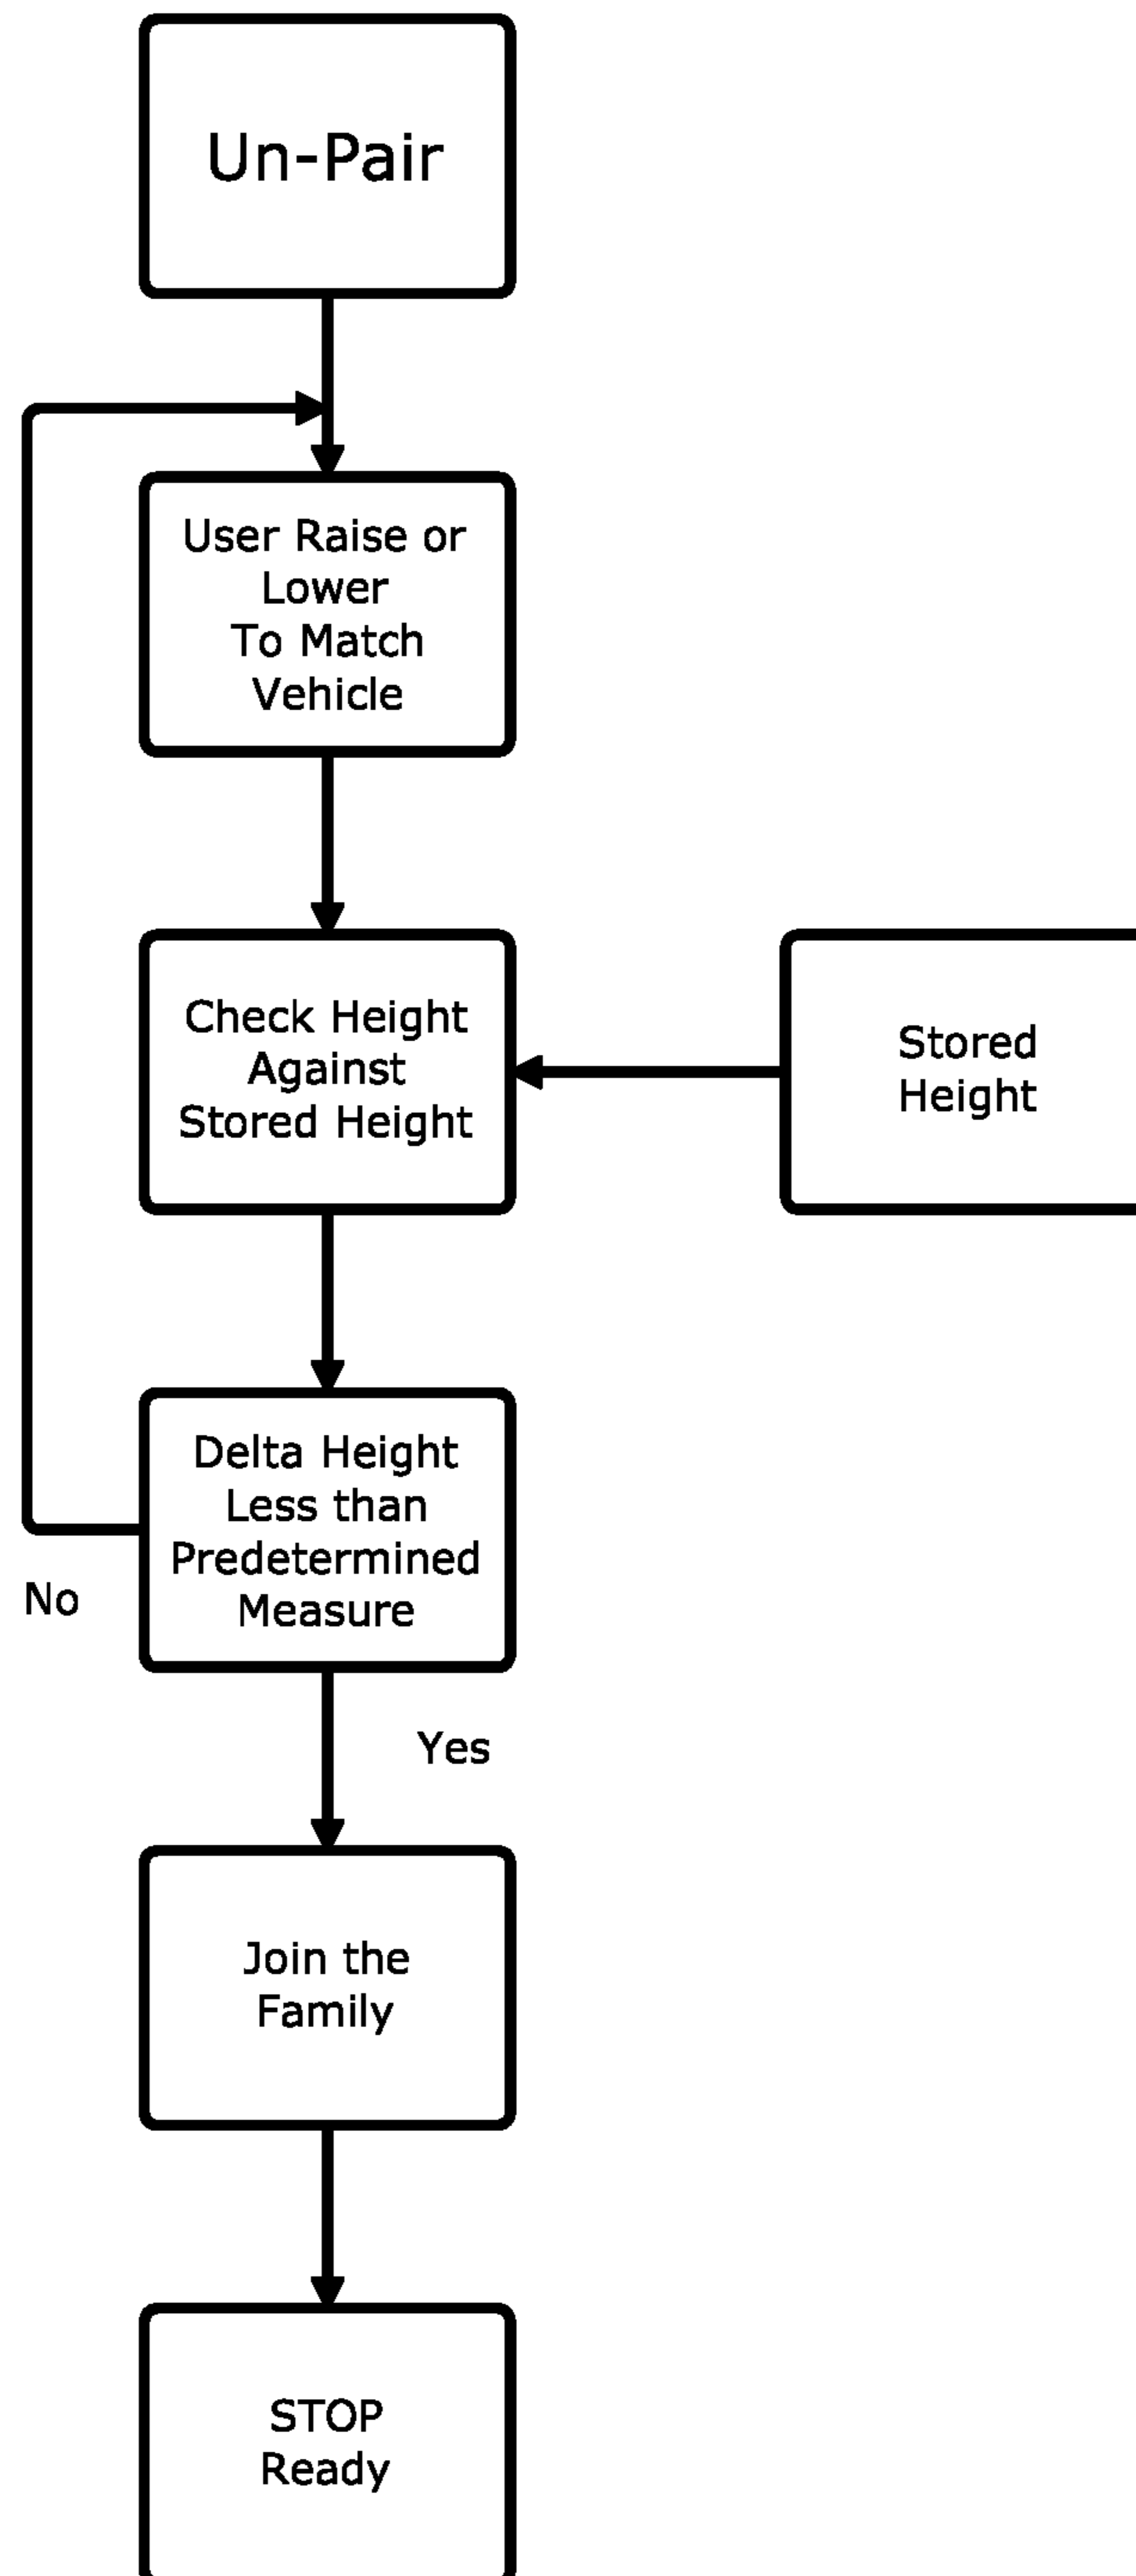 Un-Pair
User Raise or
Lower
To Match
Vehicle
Check Height
Against
Stored Height
Stored
Height
Delta Height
Less than
Predetermined
Measure
No
Yes
Join the
Family
STOP
Ready